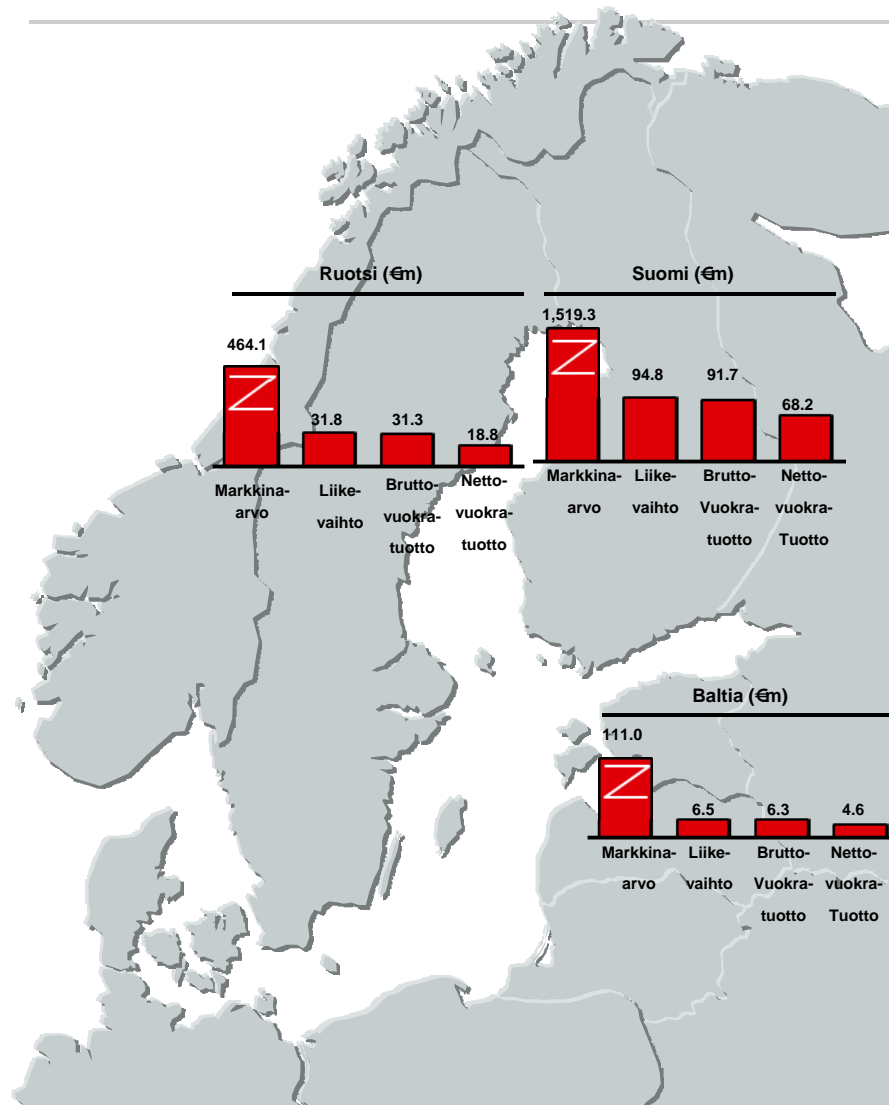 Ruotsi (€m)
464.1
31.8
31.3
18.8
Markkina-
arvo
Liike-
vaihto
Brutto-
vuokra-
tuotto
Netto-
vuokra-
tuotto
Suomi (€m)
1,519.3
94.8
91.7
68.2
Markkina-
arvo
Liike-
vaihto
Brutto-
Vuokra-
tuotto
Netto-
vuokra-
Tuotto
Baltia (€m)
111.0
6.5
6.3
4.6
Markkina-
arvo
Liike-
vaihto
Brutto-
Vuokra-
tuotto
Netto-
vuokra-
Tuotto